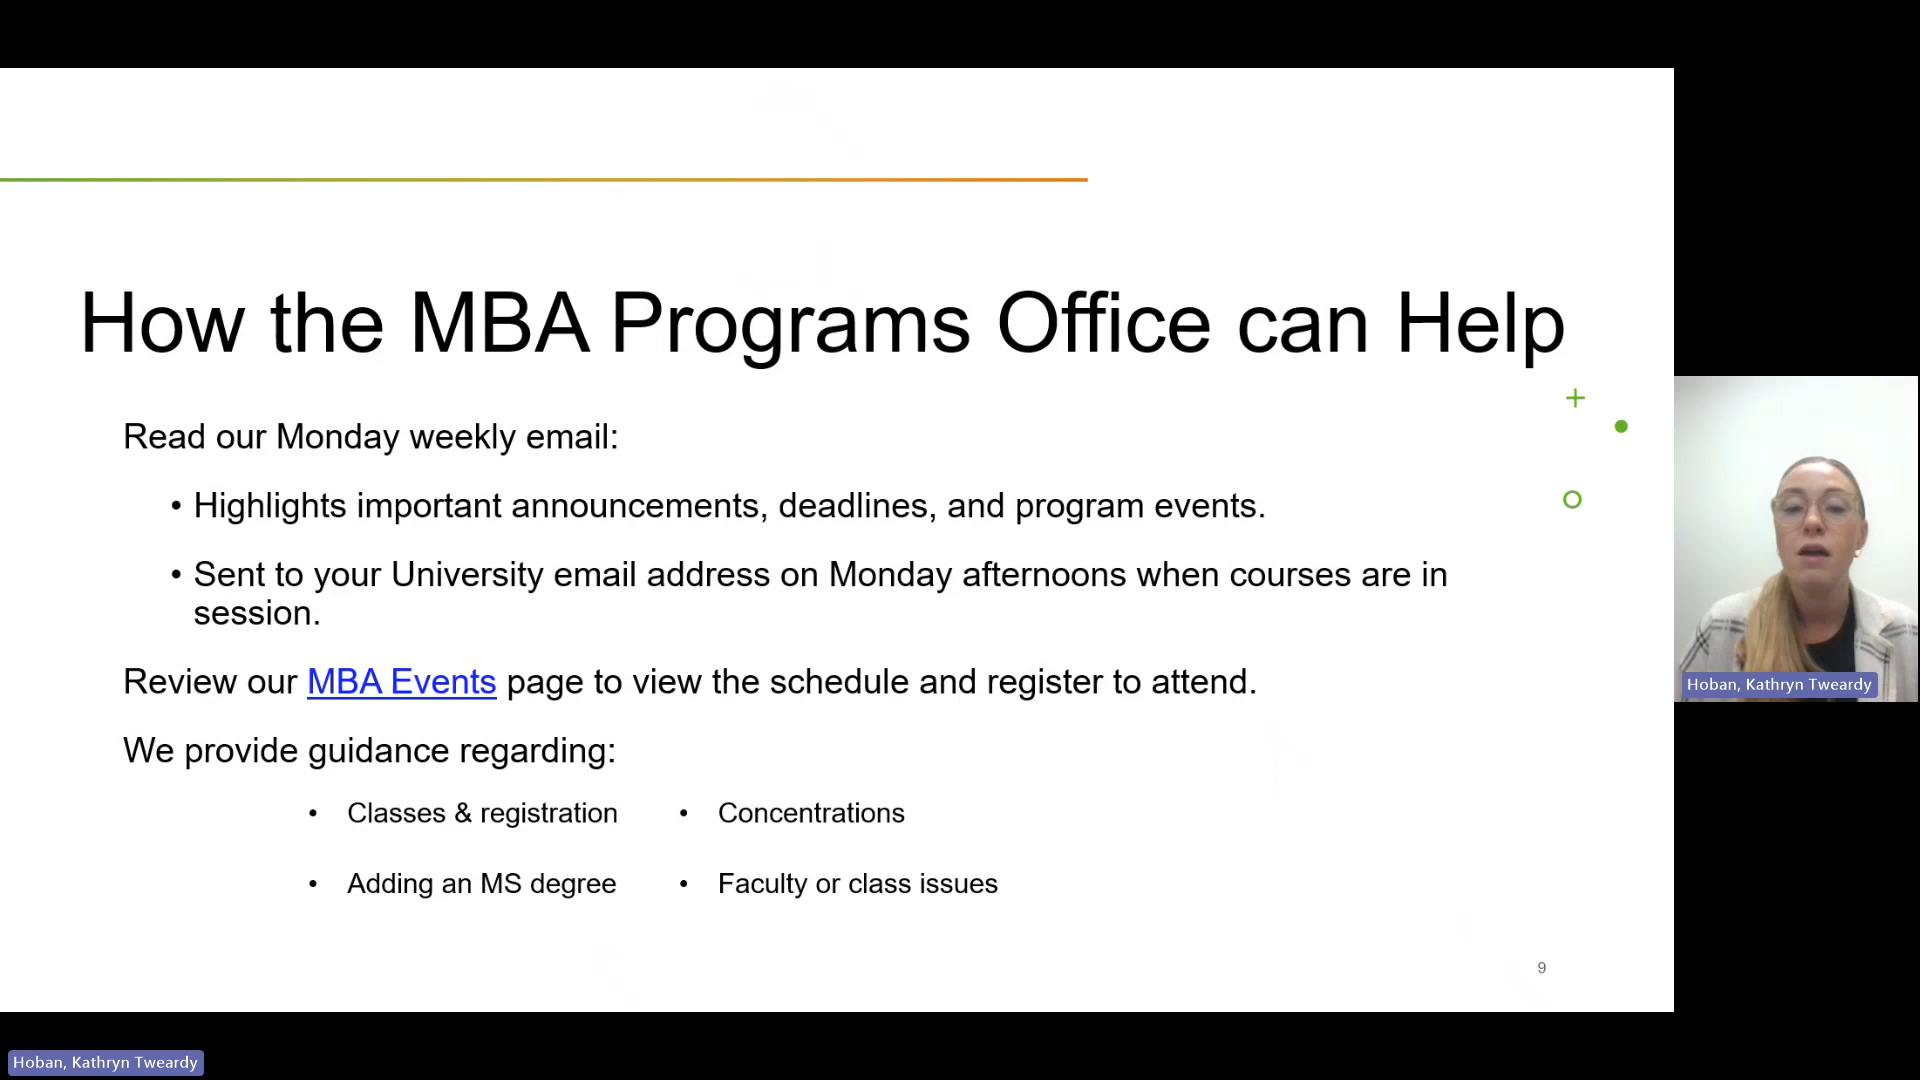 How the MBA Programs Office can Help
Read our Monday weekly email:
• Highlights important announcements, deadlines, and program events.
• Sent to your University email address on Monday afternoons when courses are in
session.
Review our MBA Events page to view the schedule and register to attend.
We provide guidance regarding:
• Classes & registration • Concentrations
• Adding an MS degree • Faculty or class issues
9
Hoban, Kathryn Tweardy
Hoban, Kathryn Tweardy